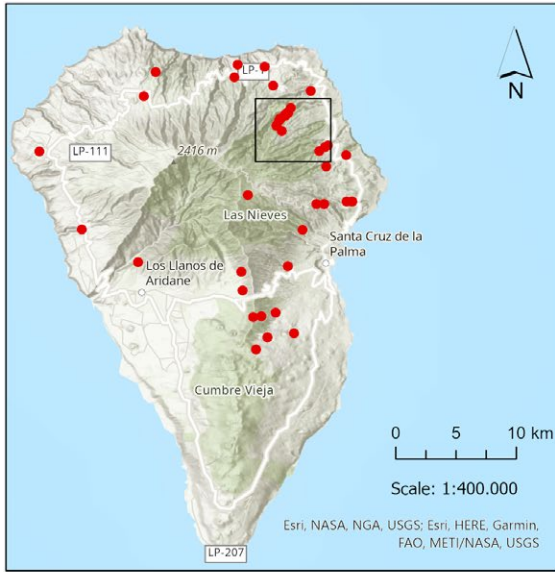 LP-1
N
LP-111
2416 m
Las Nieves
Santa Cruz de la
Palma
Los Llanos de
Aridane
Cumbre Vieja
0 5 10 km
Scale: 1:400.000
Esri, NASA, NGA, USGS; Esri, HERE, Garmin,
FAO, METI/NASA, USGS
LP-207